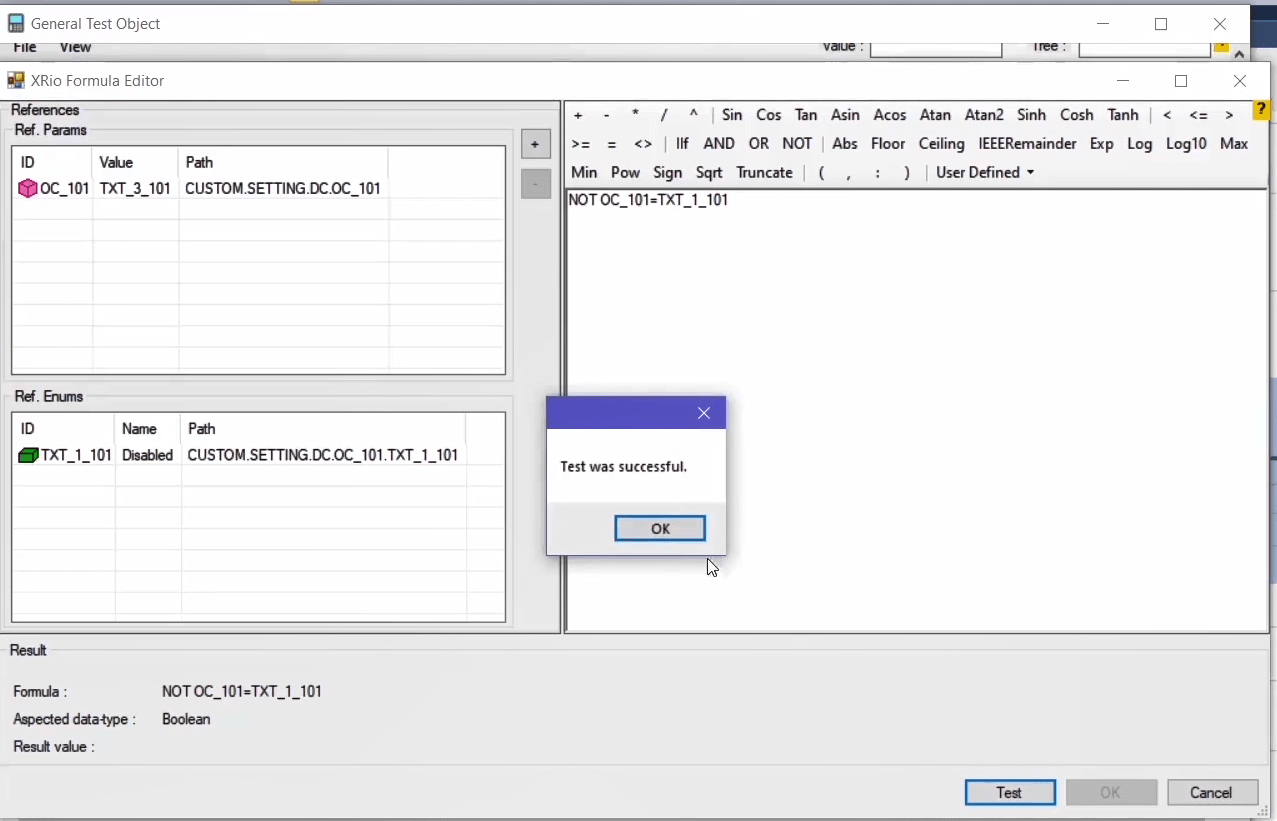 General Test Object
File View Value : Tree :
XRio Formula Editor
References
Ref. Params
ID Value Path
OC_101 TXT_3_101 CUSTOM.SETTING.DC.OC_101
+
-
Ref. Enums
ID Name Path
TXT_1_101 Disabled CUSTOM.SETTING.DC.OC_101.TXT_1_101
+ - * / ^ Sin Cos Tan Asin Acos Atan Atan2 Sinh Cosh Tanh < <= > ?
>= = <> IIf AND OR NOT Abs Floor Ceiling IEEERemainder Exp Log Log10 Max
Min Pow Sign Sqrt Truncate ( , : ) User Defined
NOT OC_101=TXT_1_101
Test was successful.
OK
Result
Formula : NOT OC_101=TXT_1_101
Aspected data-type : Boolean
Result value :
Test OK Cancel